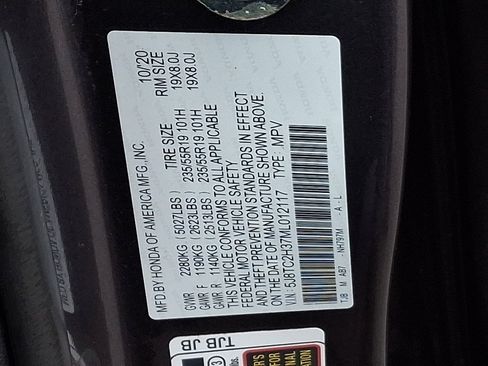 MFD.BY HONDA OF AMERICA MFG.,INC. 10/'20
TIRE SIZE RIM SIZE
GVWR 2280KG (5027LBS)
GAWR F 1190KG (2623LBS) 235/55R19 101H 19X8.0J
GAWR R 1140KG (2513LBS) 235/55R19 101H 19X8.0J
THIS VEHICLE CONFORMS TO ALL APPLICABLE
FEDERAL MOTOR VEHICLE SAFETY
AND THEFT PREVENTION STANDARDS IN EFFECT
ON THE DATE OF MANUFACTURE SHOWN ABOVE.
V.I.N.: 5J8TC2H37ML012117 TYPE: MPV
TJB M AB7 - NH797M - A - L
TJB
JB